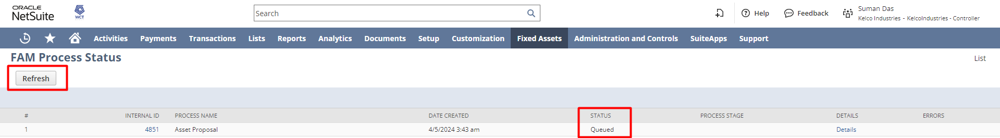 ORACLE
NetSuite
WCT
Search
Help
Feedback
Suman Das
Kelco Industries - KelcoIndustries - Controller
Activities Payments Transactions Lists Reports Analytics Documents Setup Customization Fixed Assets Administration and Controls SuiteApps Support
FAM Process Status
List
Refresh
# INTERNAL ID PROCESS NAME DATE CREATED STATUS PROCESS STAGE DETAILS ERRORS
1 4851 Asset Proposal 4/5/2024 3:43 am Queued Details